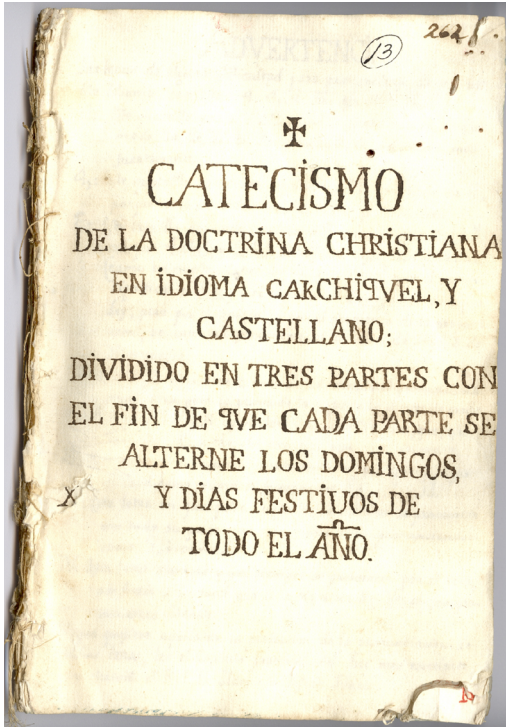 262
13
✠
CATECISMO
DE LA DOCTRINA CHRISTIANA
EN IDIOMA CAKCHIQVEL, Y
CASTELLANO;
DIVIDIDO EN TRES PARTES CON
EL FIN DE QVE CADA PARTE SE
ALTERNE LOS DOMINGOS,
Y DIAS FESTIUOS DE
TODO EL AÑO.